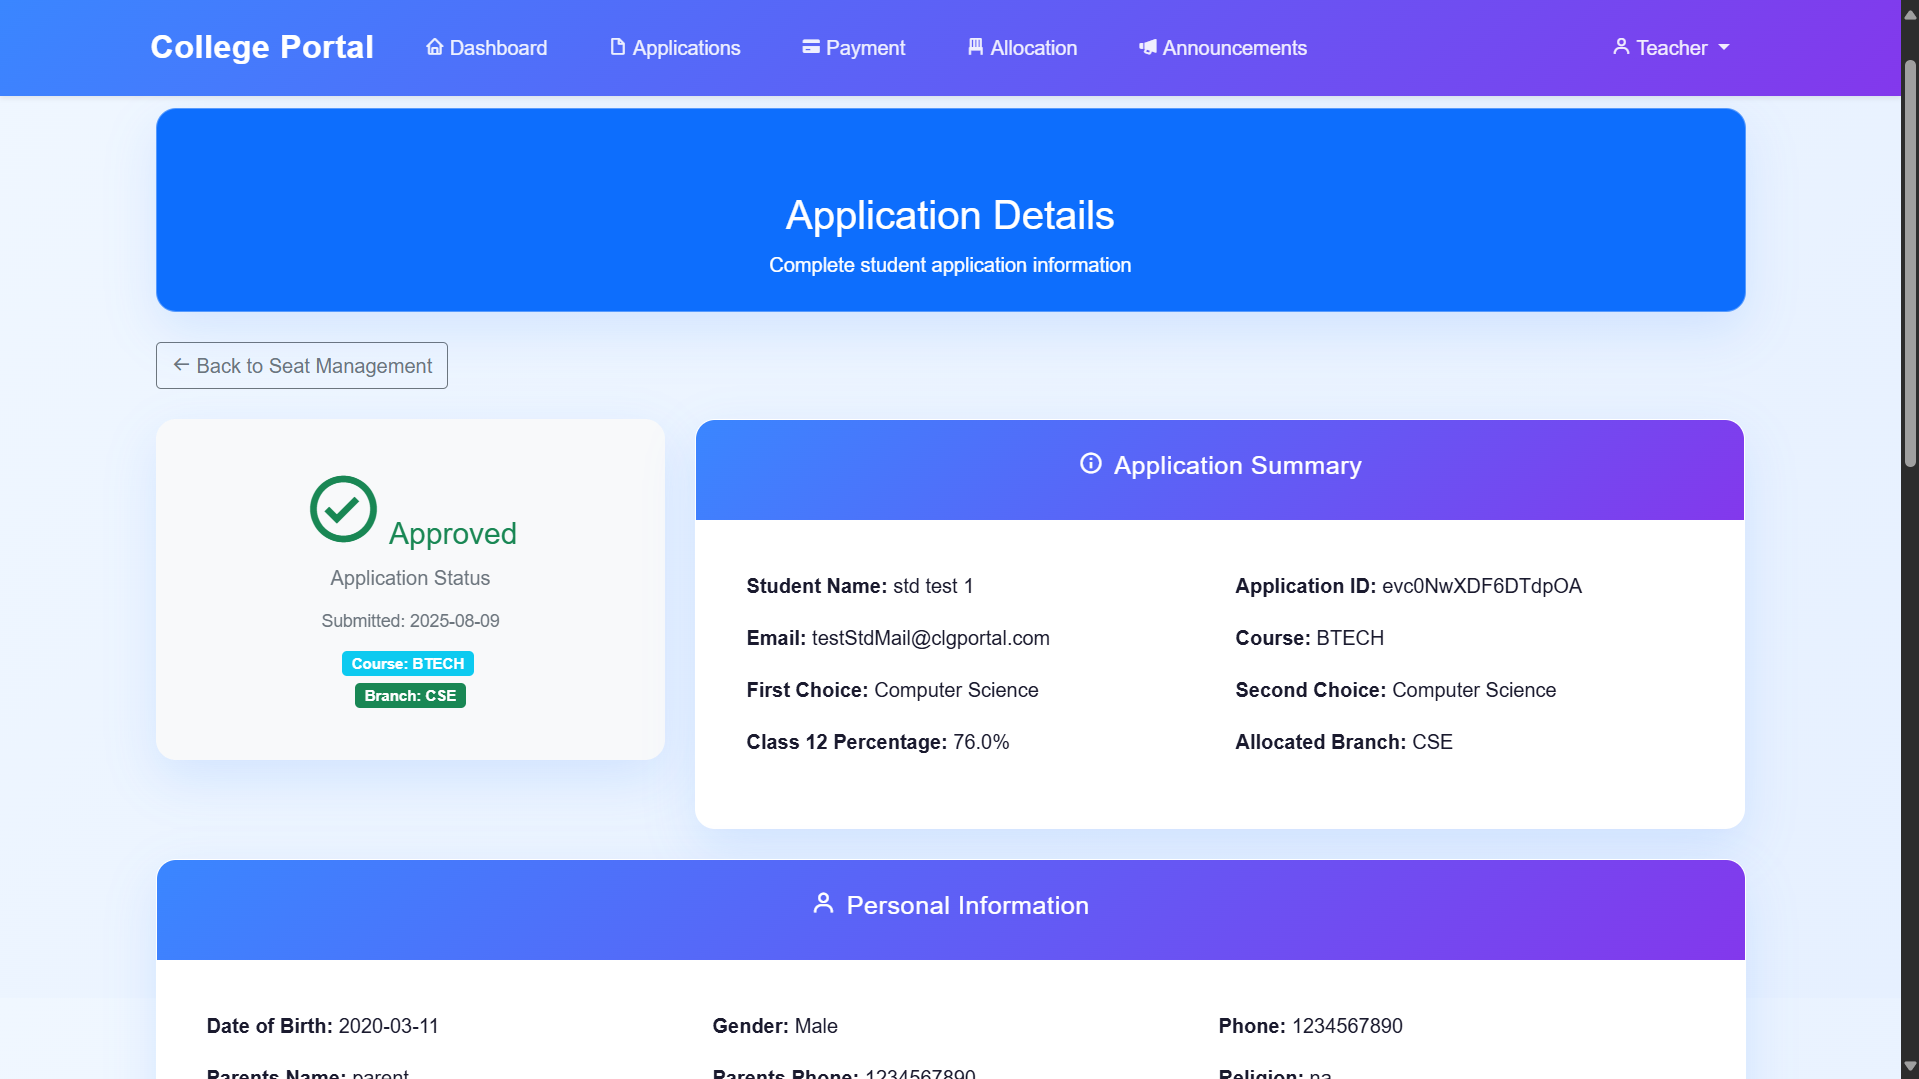 College Portal Dashboard Applications Payment Allocation Announcements Teacher
Application Details
Complete student application information
Back to Seat Management
Approved
Application Status
Submitted: 2025-08-09
Course: BTECH
Branch: CSE
Application Summary
Student Name: std test 1 Application ID: evc0NwXDF6DTdpOA
Email: testStdMail@clgportal.com Course: BTECH
First Choice: Computer Science Second Choice: Computer Science
Class 12 Percentage: 76.0% Allocated Branch: CSE
Personal Information
Date of Birth: 2020-03-11 Gender: Male Phone: 1234567890
Parents Name: parent Parents Phone: 1234567890 Religion: na